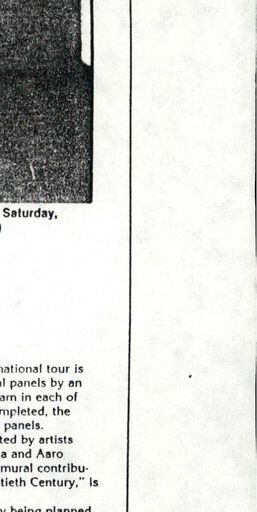 Saturday,
)
national tour is
al panels by an
am in each of
mpleted, the
panels.
ted by artists
a and Aaro
mural contribu-
tieth Century," is
y being planned